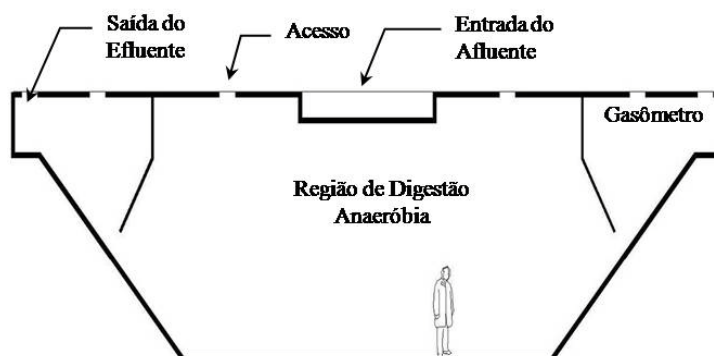 Saída do
Efluente
Acesso
Entrada do
Afluente
Gasômetro
Região de Digestão
Anaeróbia